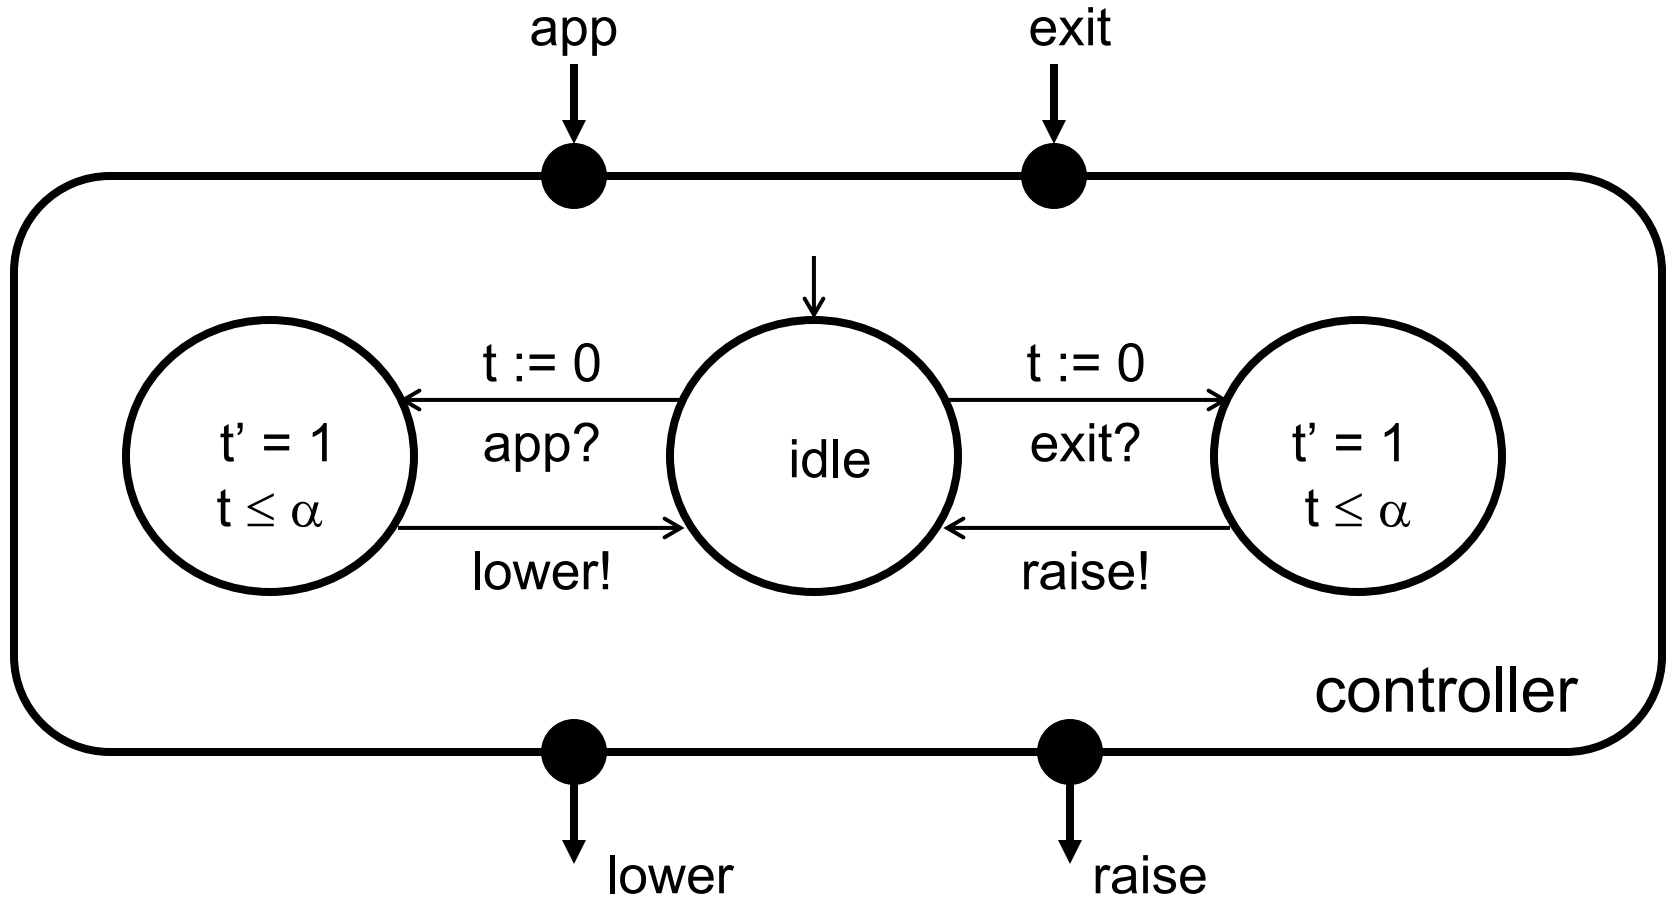 app
exit
t := 0
t := 0
t' = 1
t ≤ α
app?
idle
exit?
t' = 1
t ≤ α
lower!
raise!
controller
lower
raise